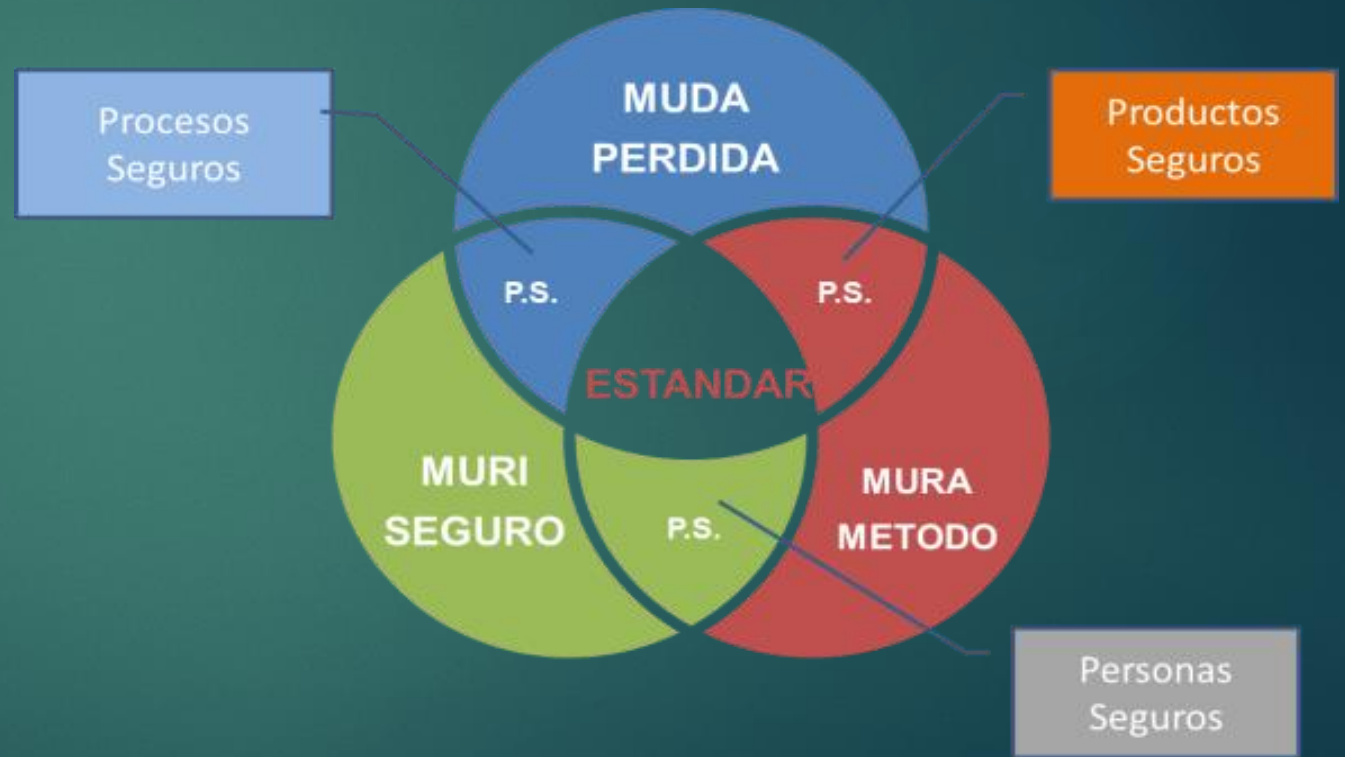 MUDA
PERDIDA
Procesos
Seguros
Productos
Seguros
P.S.
P.S.
ESTANDAR
MURI
SEGURO
MURA
METODO
P.S.
Personas
Seguros